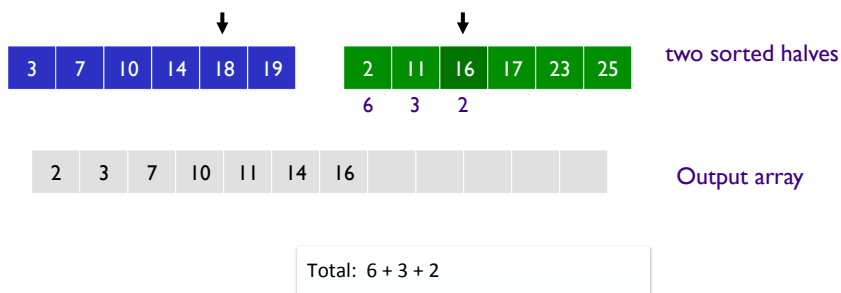 3 7 10 14 18 19 2 11 16 17 23 25 two sorted halves
6 3 2
2 3 7 10 11 14 16 Output array
Total: 6 + 3 + 2